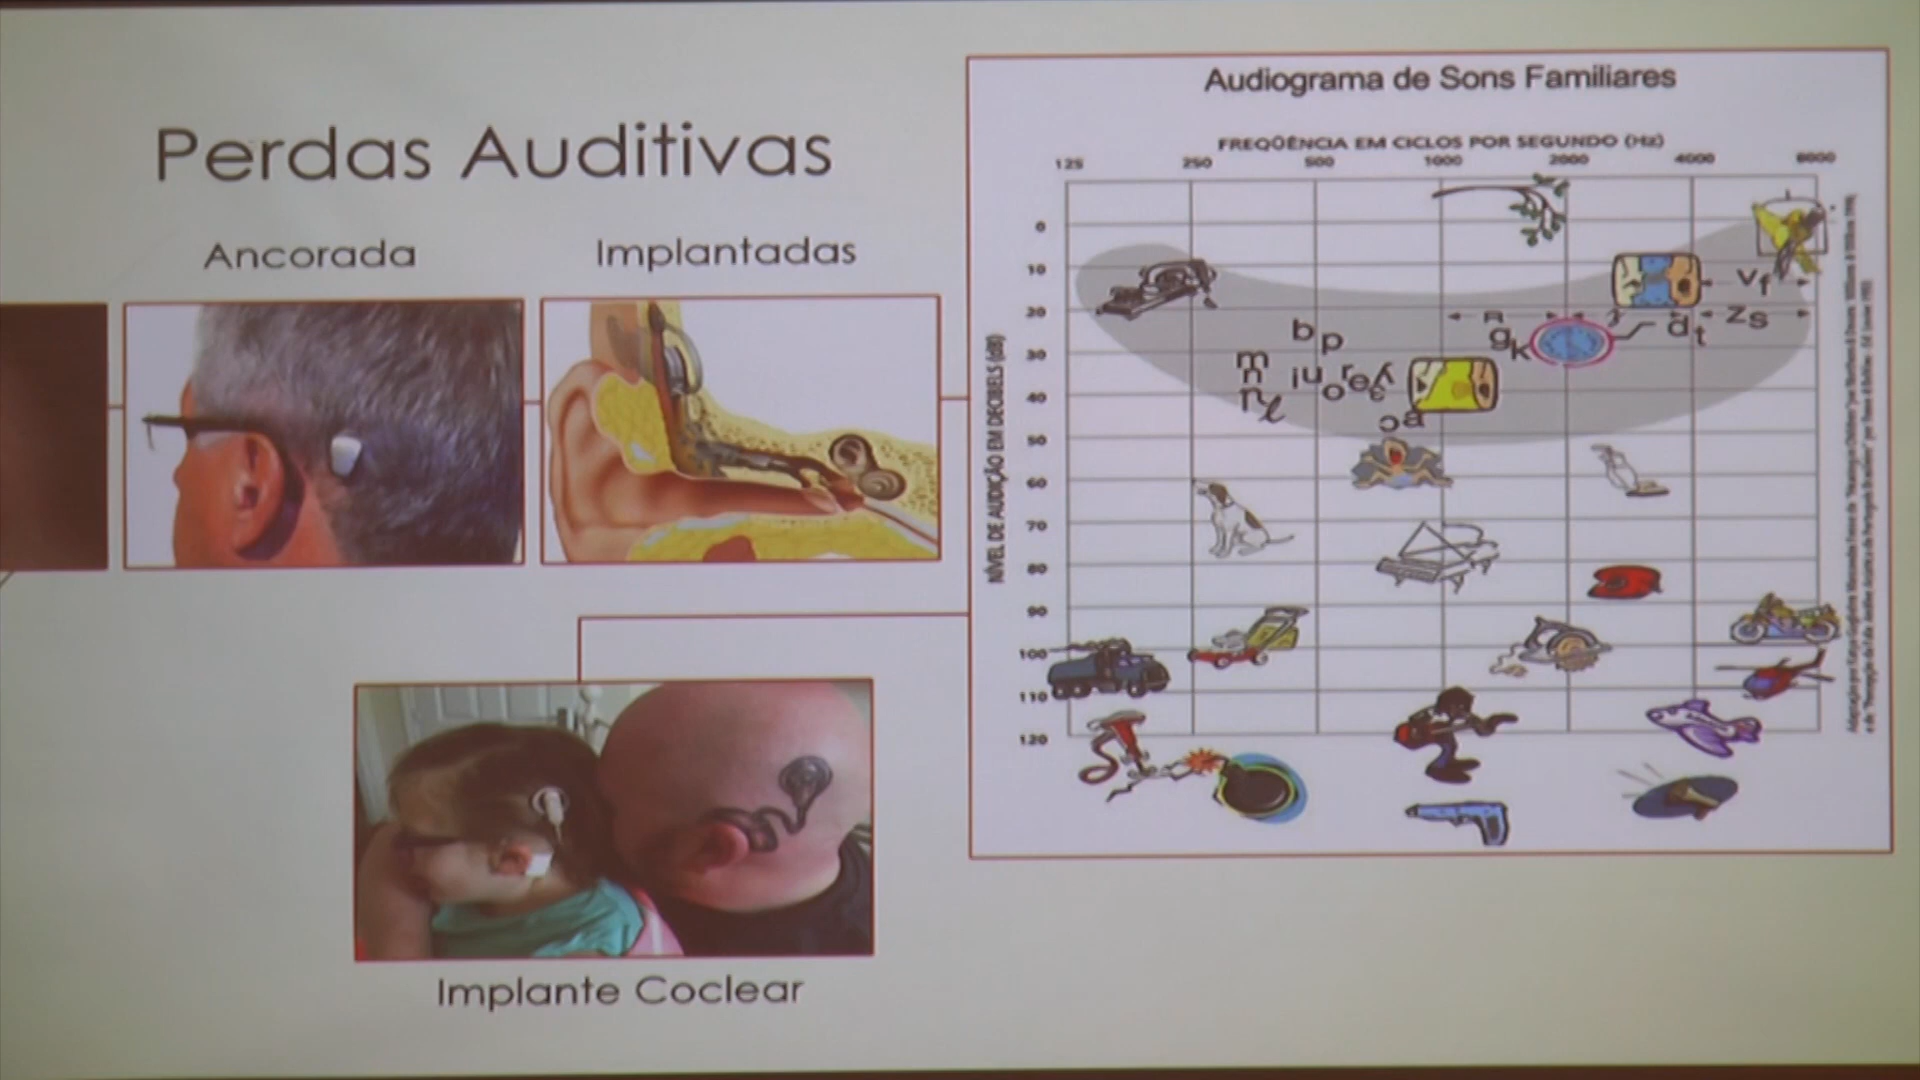 Perdas Auditivas
Ancorada
Implantadas
Implante Coclear
Audiograma de Sons Familiares
FREQÜÊNCIA EM CICLOS POR SEGUNDO (Hz)
125 250 500 1000 2000 4000 8000
NÍVEL DE AUDIÇÃO EM DECIBELS (dB)
0
10
20
30
40
50
60
70
80
90
100
110
120
v f
z s
b p
g k
d t
m
n